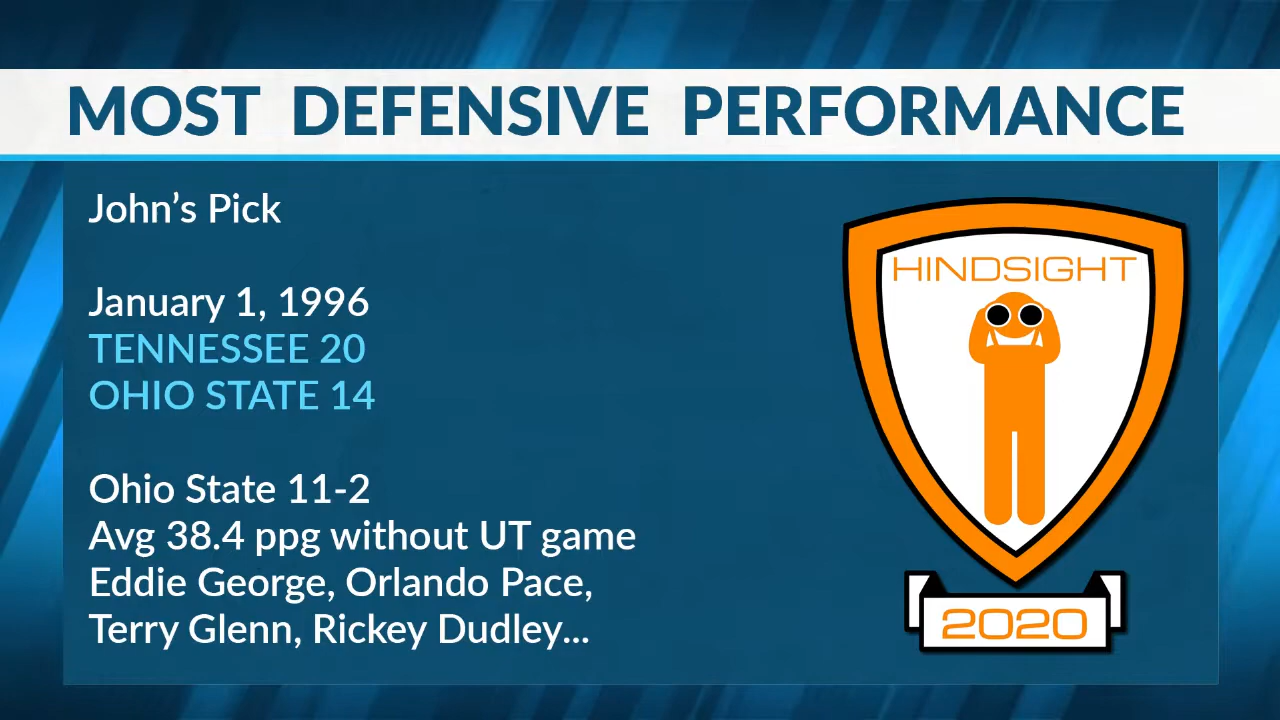 MOST DEFENSIVE PERFORMANCE
John’s Pick
January 1, 1996
TENNESSEE 20
OHIO STATE 14
Ohio State 11-2
Avg 38.4 ppg without UT game
Eddie George, Orlando Pace,
Terry Glenn, Rickey Dudley...
HINDSIGHT
2020